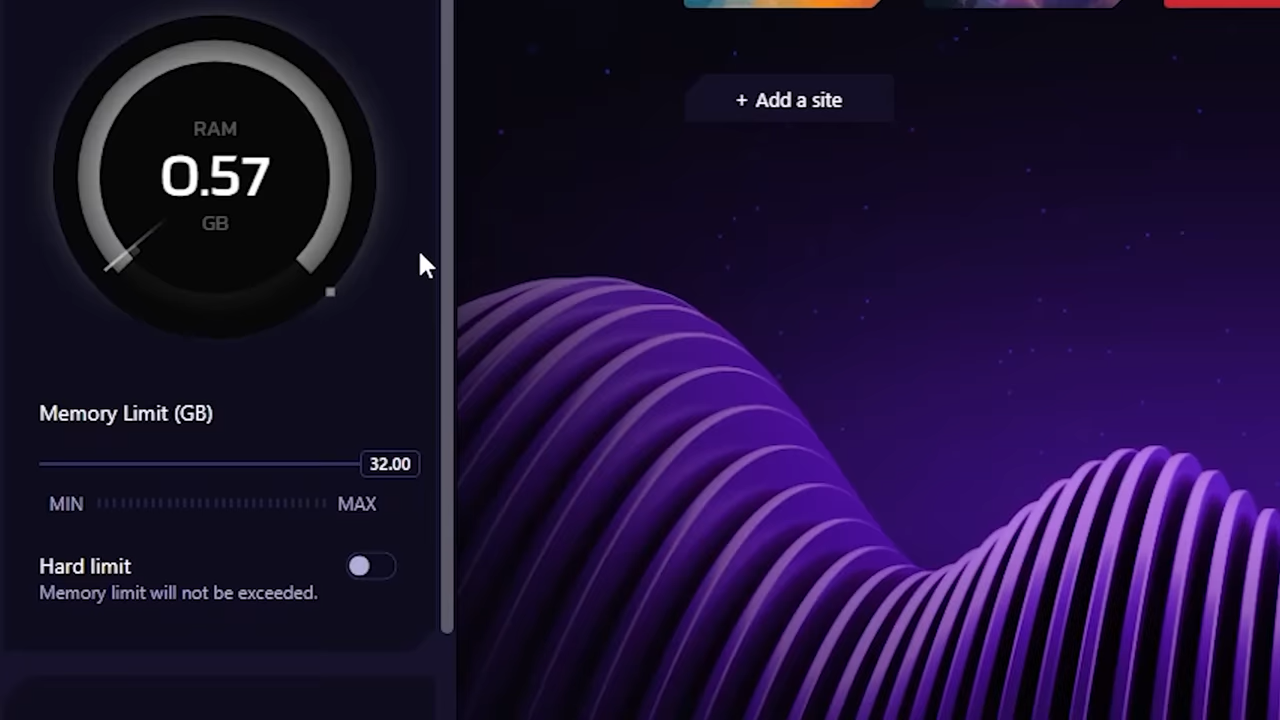 RAM
0.57
GB
+ Add a site
Memory Limit (GB)
32.00
MIN MAX
Hard limit
Memory limit will not be exceeded.